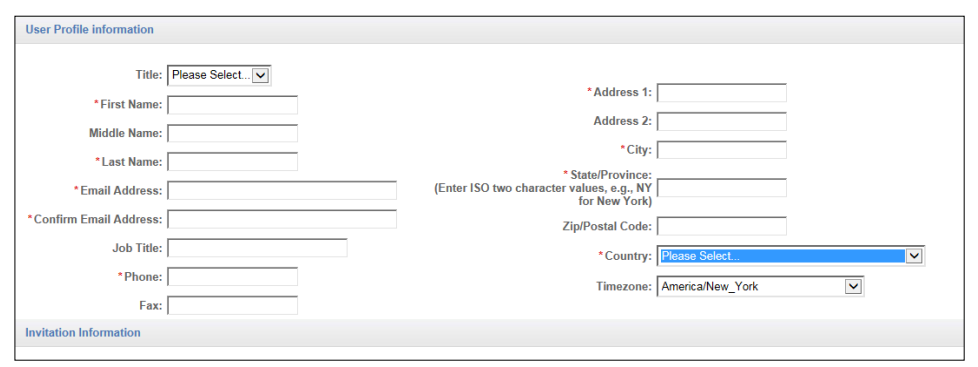 User Profile information
Title: Please Select...
*First Name:
Middle Name:
*Last Name:
*Email Address:
*Confirm Email Address:
Job Title:
*Phone:
Fax:
*Address 1:
Address 2:
*City:
* State/Province:
(Enter ISO two character values, e.g., NY
for New York)
Zip/Postal Code:
*Country: Please Select...
Timezone: America/New_York
Invitation Information